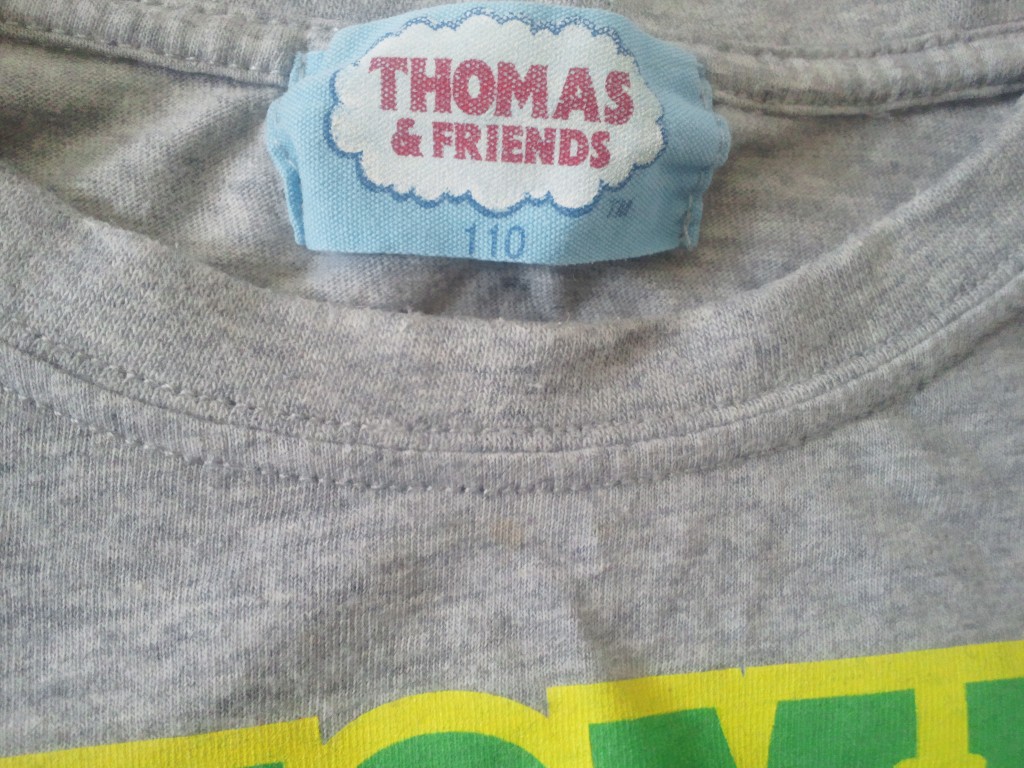 THOMAS
& FRIENDS
TM
110